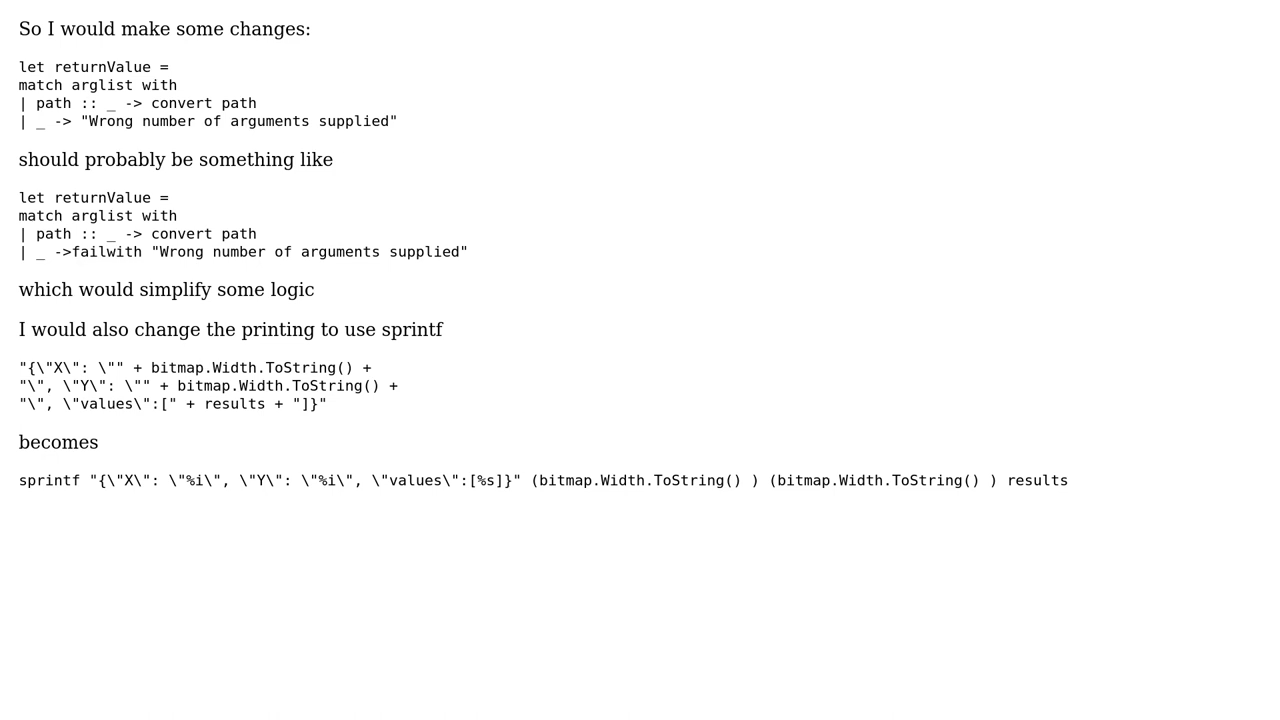 So I would make some changes:
let returnValue =
match arglist with
| path :: _ -> convert path
| _ -> "Wrong number of arguments supplied"
should probably be something like
let returnValue =
match arglist with
| path :: _ -> convert path
| _ ->failwith "Wrong number of arguments supplied"
which would simplify some logic
I would also change the printing to use sprintf
"{\"X\": \"" + bitmap.Width.ToString() +
"\", \"Y\": \"" + bitmap.Width.ToString() +
"\", \"values\":[" + results + "]}"
becomes
sprintf "{\"X\": \"%i\", \"Y\": \"%i\", \"values\":[%s]}" (bitmap.Width.ToString() ) (bitmap.Width.ToString() ) results